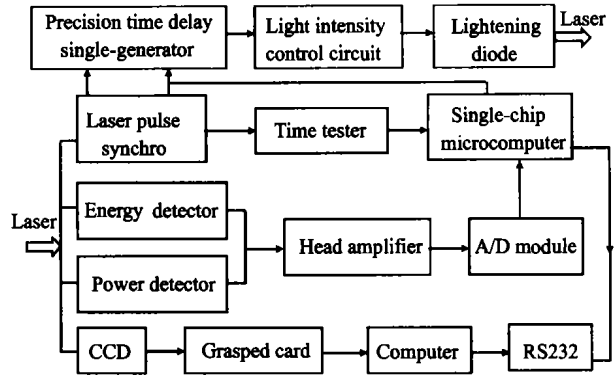 Precision time delay
single-generator
Light intensity
control circuit
Lightening
diode
Laser
Laser pulse
synchro
Time tester
Single-chip
microcomputer
Laser
Energy detector
Power detector
Head amplifier
A/D module
CCD
Grasped card
Computer
RS232